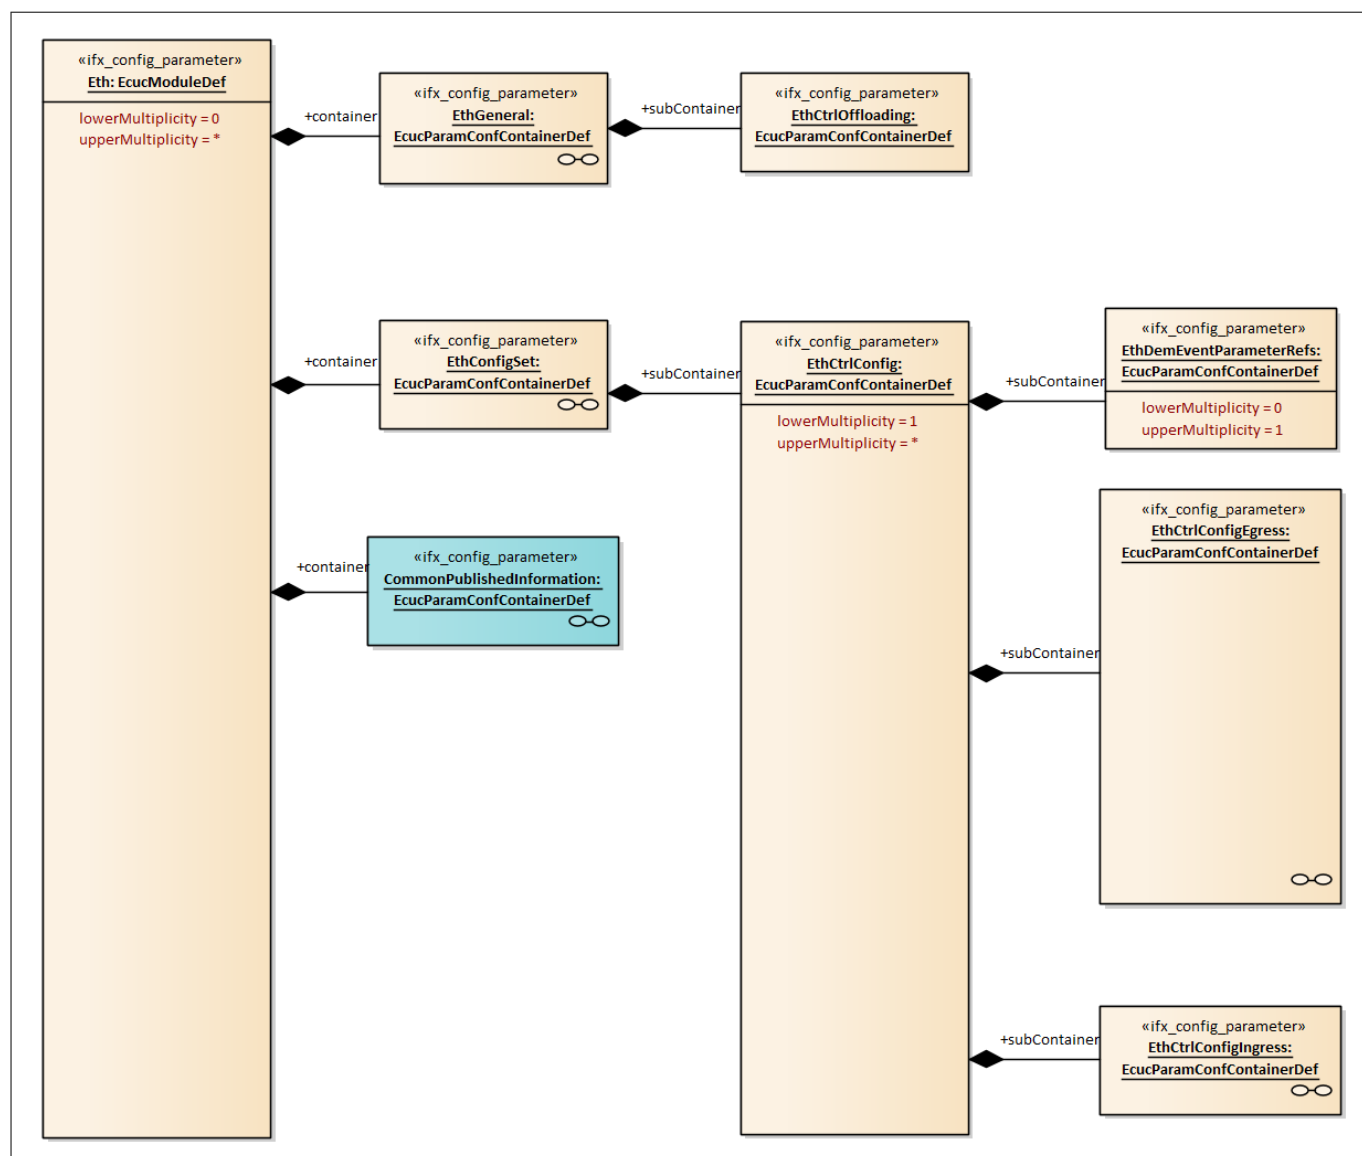 «ifx_config_parameter»
Eth: EcucModuleDef
lowerMultiplicity = 0
upperMultiplicity = *
+container
«ifx_config_parameter»
EthGeneral:
EcucParamConfContainerDef
+subContainer
«ifx_config_parameter»
EthCtrlOffloading:
EcucParamConfContainerDef
+container
«ifx_config_parameter»
EthConfigSet:
EcucParamConfContainerDef
+subContainer
«ifx_config_parameter»
EthCtrlConfig:
EcucParamConfContainerDef
lowerMultiplicity = 1
upperMultiplicity = *
+subContainer
«ifx_config_parameter»
EthDemEventParameterRefs:
EcucParamConfContainerDef
lowerMultiplicity = 0
upperMultiplicity = 1
+container
«ifx_config_parameter»
CommonPublishedInformation:
EcucParamConfContainerDef
+subContainer
«ifx_config_parameter»
EthCtrlConfigEgress:
EcucParamConfContainerDef
+subContainer
«ifx_config_parameter»
EthCtrlConfigIngress:
EcucParamConfContainerDef